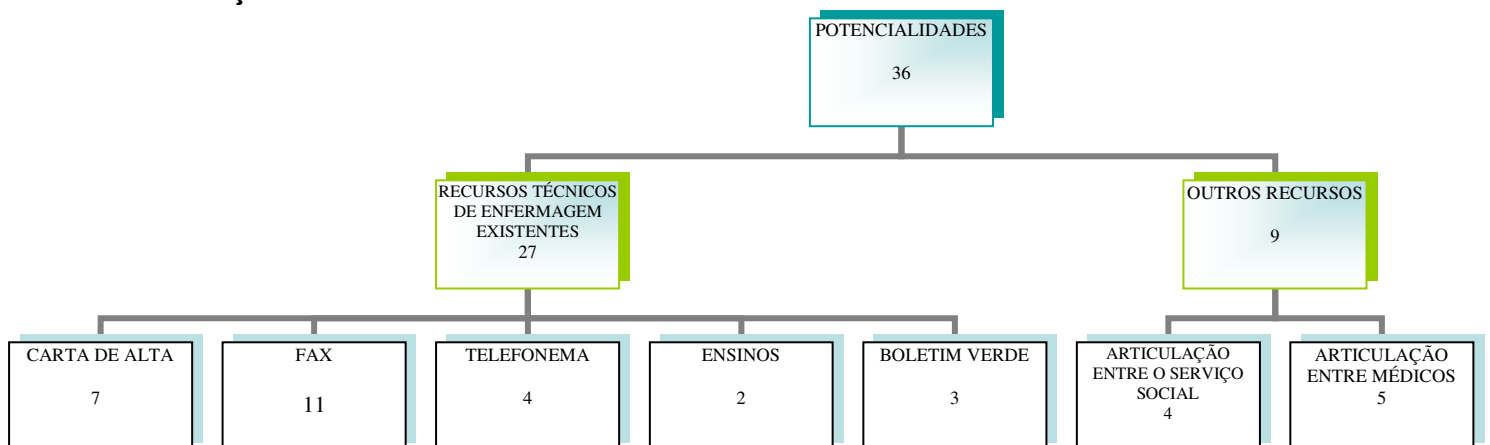 POTENCIALIDADES
36
RECURSOS TÉCNICOS
DE ENFERMAGEM
EXISTENTES
27
OUTROS RECURSOS
9
CARTA DE ALTA
7
FAX
11
TELEFONEMA
4
ENSINOS
2
BOLETIM VERDE
3
ARTICULAÇÃO
ENTRE O SERVIÇO
SOCIAL
4
ARTICULAÇÃO
ENTRE MÉDICOS
5